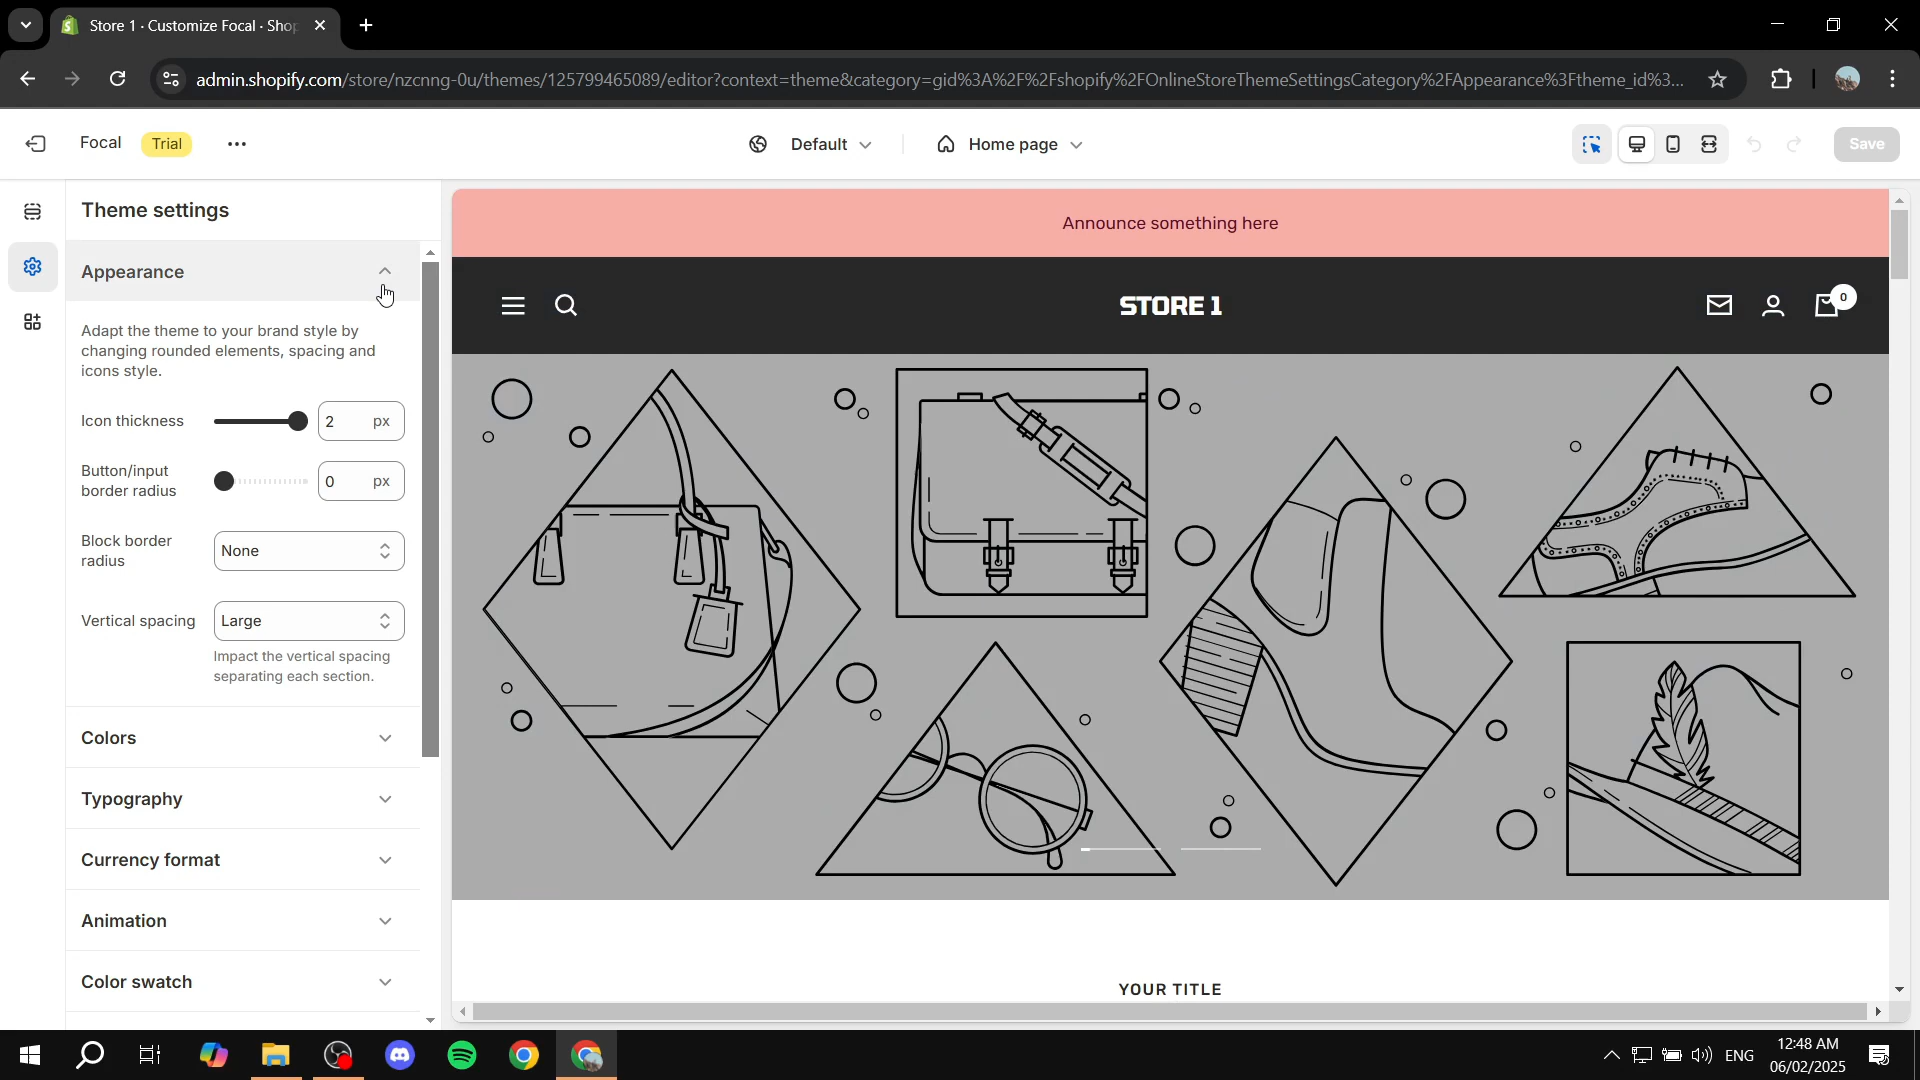 Store 1 · Customize Focal · Shop
admin.shopify.com/store/nzcnng-0u/themes/125799465089/editor?context=theme&category=gid%3A%2F%2Fshopify%2FOnlineStoreThemeSettingsCategory%2FAppearance%3Ftheme_id%3...
Focal
Trial
Default
Home page
Save
Theme settings
Appearance
Adapt the theme to your brand style by
changing rounded elements, spacing and
icons style.
Icon thickness
2 px
Button/input
border radius
0 px
Block border
radius
None
Vertical spacing
Large
Impact the vertical spacing
separating each section.
Colors
Typography
Currency format
Animation
Color swatch
Announce something here
STORE 1
0
YOUR TITLE
ENG
12:48 AM
06/02/2025